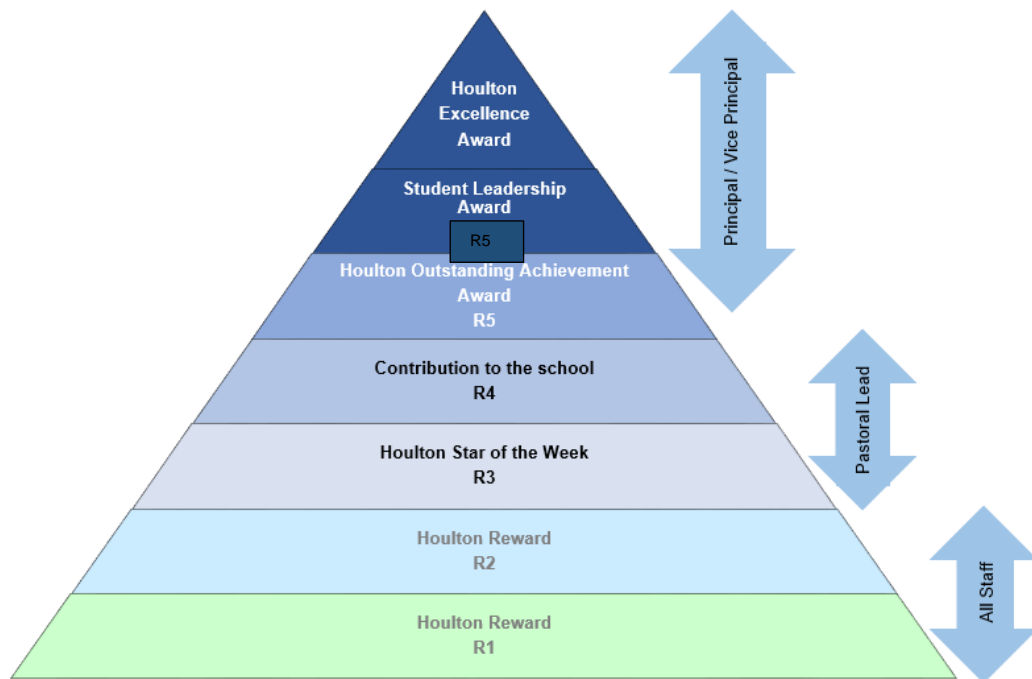 Houlton
Excellence
Award
Student Leadership
Award
R5
Houlton Outstanding Achievement
Award
R5
Contribution to the school
R4
Houlton Star of the Week
R3
Houlton Reward
R2
Houlton Reward
R1
Principal / Vice Principal
Pastoral Lead
All Staff